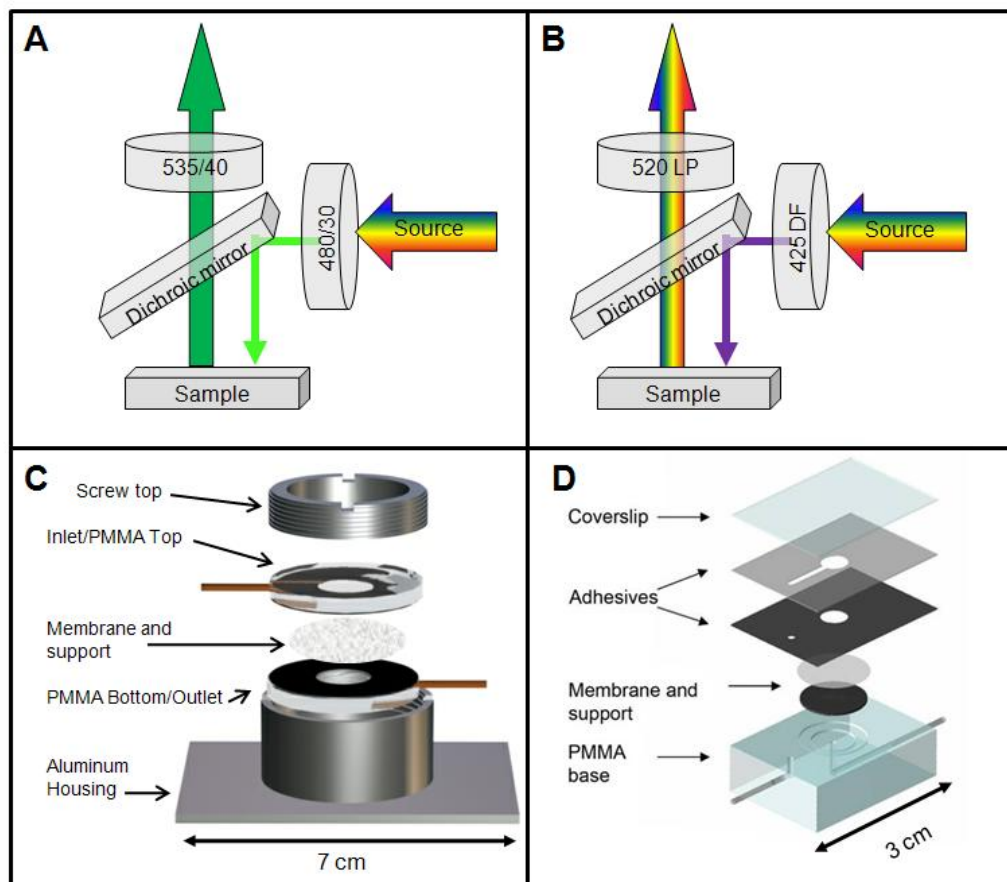 A
535/40
480/30
Source
Dichroic mirror
Sample
B
520 LP
425 DF
Source
Dichroic mirror
Sample
C
Screw top
Inlet/PMMA Top
Membrane and
support
PMMA Bottom/Outlet
Aluminum
Housing
7 cm
D
Coverslip
Adhesives
Membrane and
support
PMMA
base
3 cm